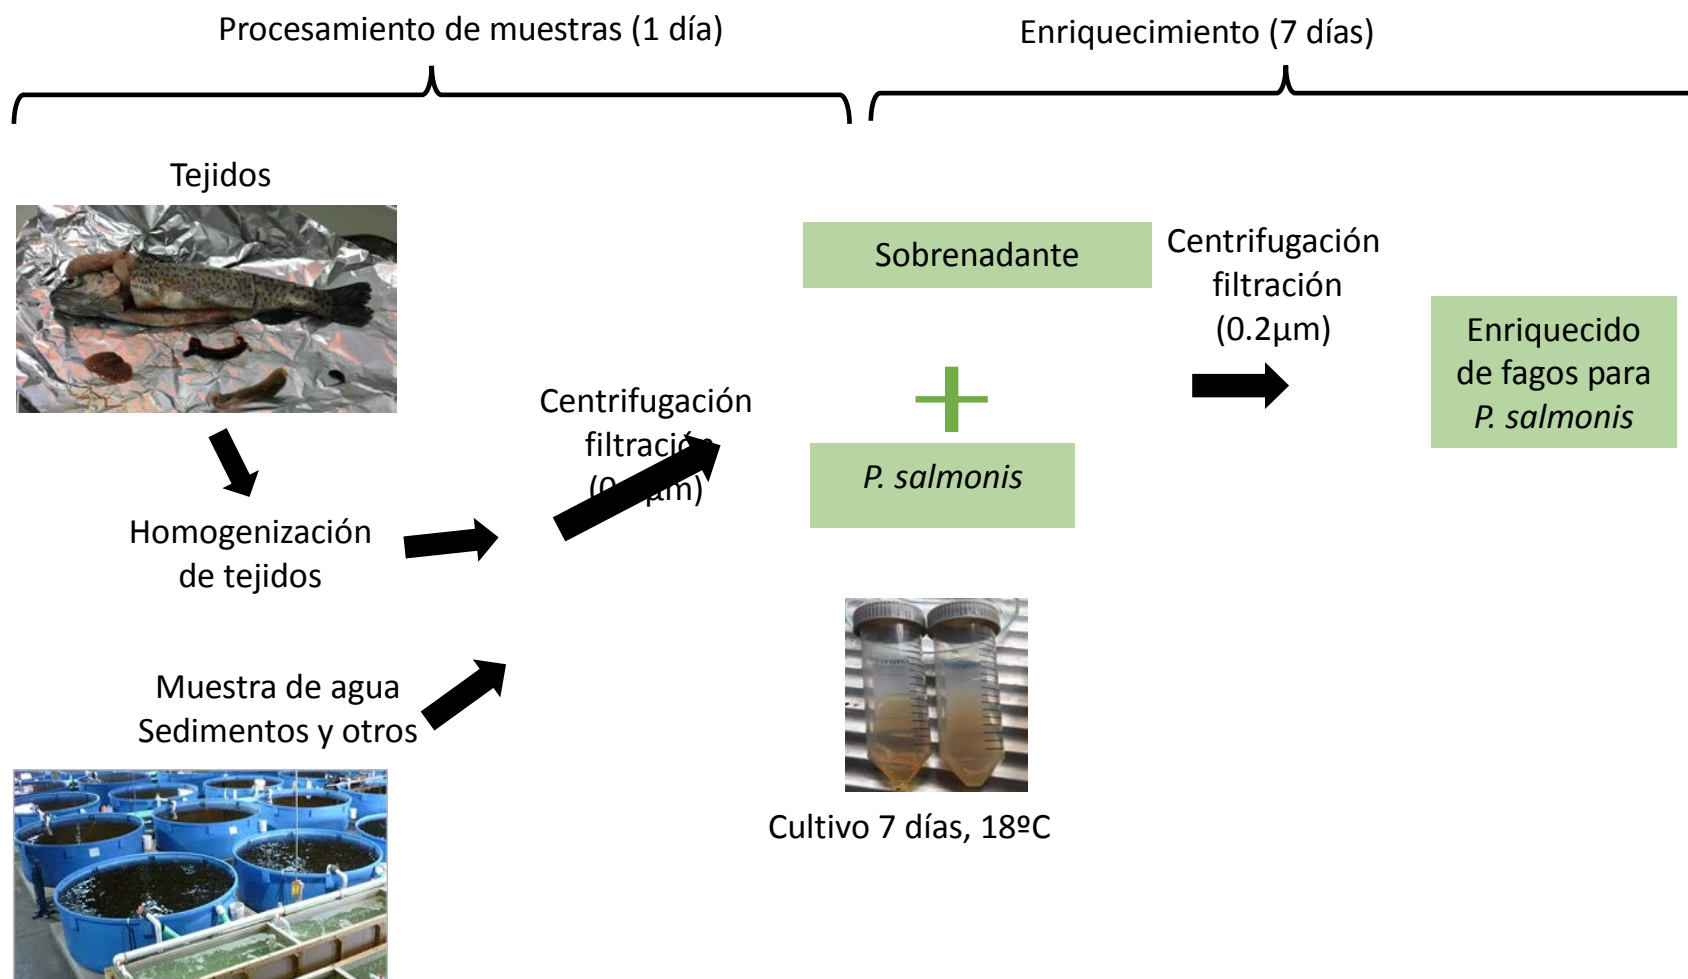 Procesamiento de muestras (1 día)
Enriquecimiento (7 días)
Tejidos
Homogenización
de tejidos
Muestra de agua
Sedimentos y otros
Centrifugación
filtración
Sobrenadante
P. salmonis
Cultivo 7 días, 18ºC
Centrifugación
filtración
(0.2µm)
Enriquecido
de fagos para
P. salmonis